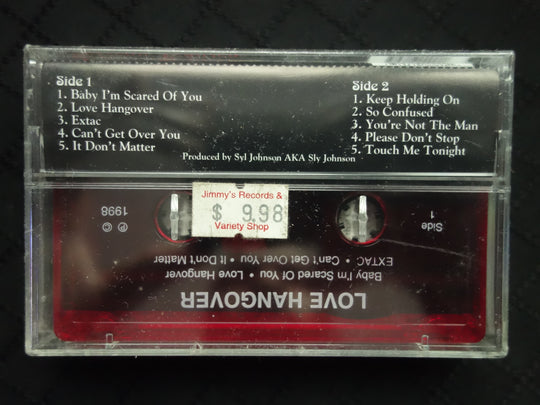 Side 1
1. Baby I'm Scared Of You
2. Love Hangover
3. Extac
4. Can't Get Over You
5. It Don't Matter
Side 2
1. Keep Holding On
2. So Confused
3. You're Not The Man
4. Please Don't Stop
5. Touch Me Tonight
Produced by Syl Johnson AKA Sly Johnson
Jimmy's Records &
$ 9.98
Variety Shop
LOVE HANGOVER
Baby I'm Scared Of You • Love Hangover
EXTAC • Can't Get Over You • It Don't Matter
Side
1
℗ ©
1998